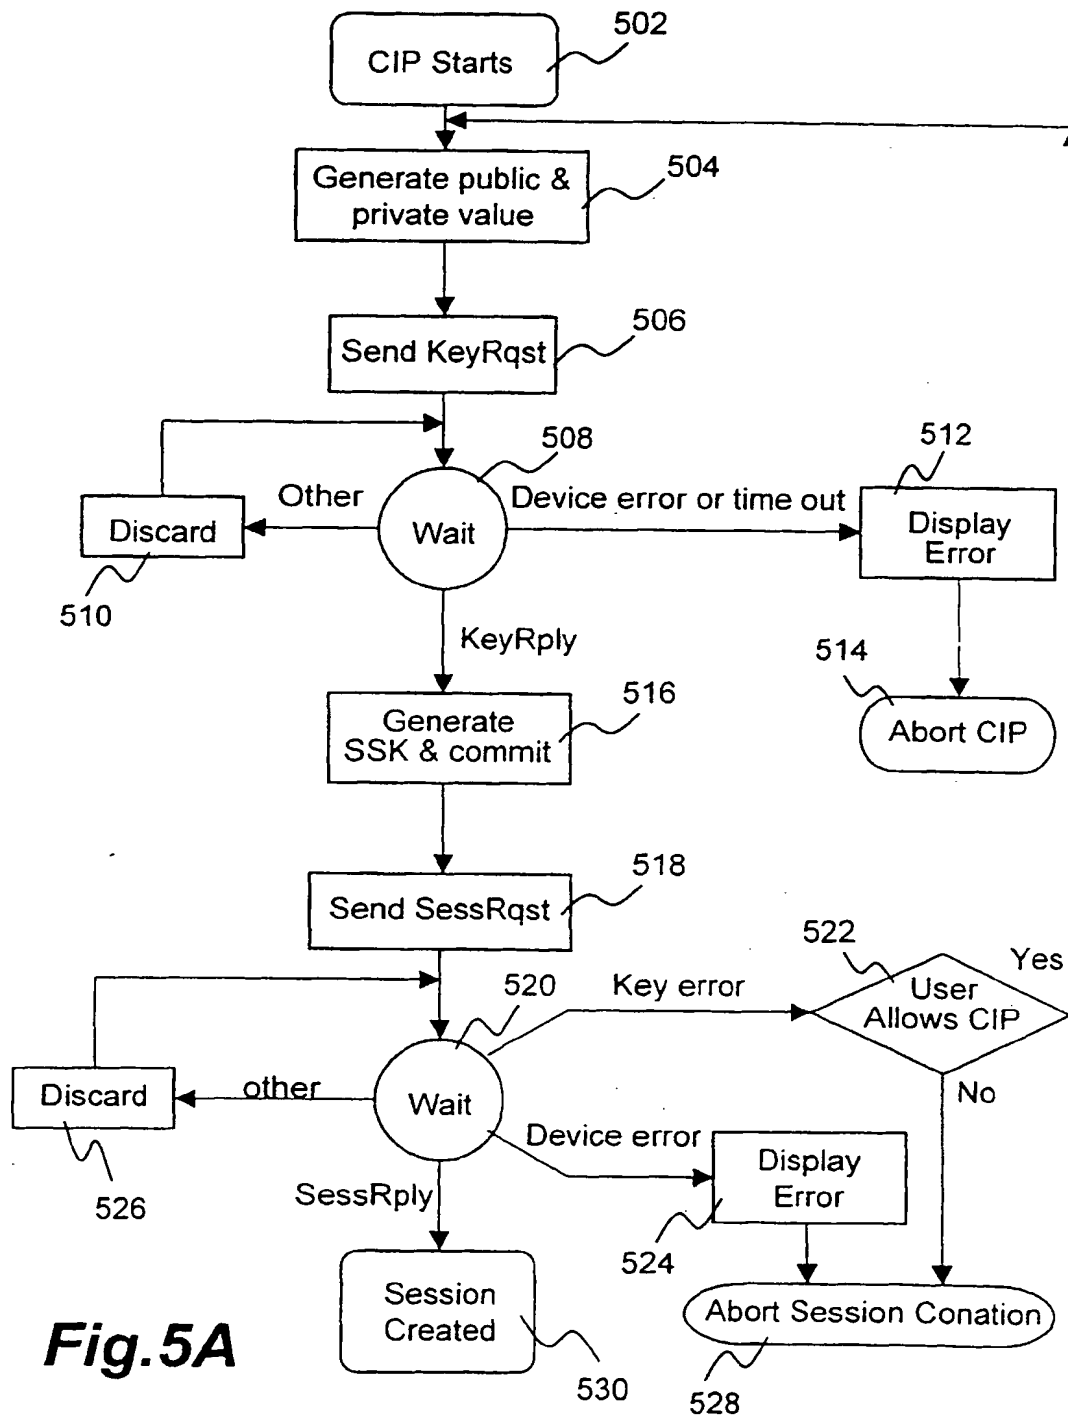 502
CIP Starts
504
Generate public &
private value
506
Send KeyRqst
508
512
Other
Device error or time out
Discard
Wait
Display
Error
510
KeyRply
514
516
Generate
SSK & commit
Abort CIP
518
Send SessRqst
522
Yes
520
Key error
User
Allows CIP
Discard
other
Wait
No
Device error
Display
Error
526
SessRply
524
Session
Created
Abort Session Conation
Fig.5A
530
528